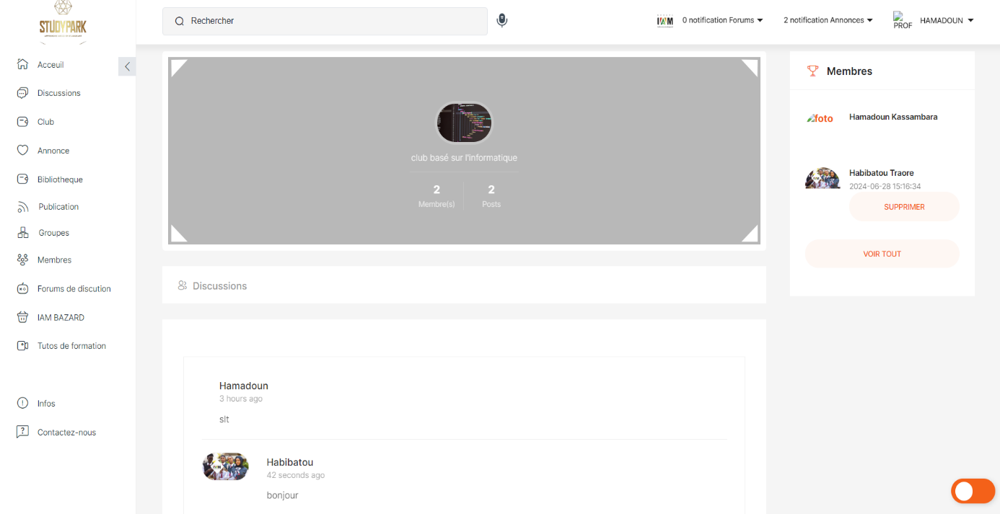 STUDYPARK
Rechercher
IAM
0 notification Forums
2 notification Annonces
PROF
HAMADOUN
Acceuil
Discussions
Club
Annonce
Bibliotheque
Publication
Groupes
Membres
Forums de discution
IAM BAZARD
Tutos de formation
Infos
Contactez-nous
club basé sur l'informatique
2
Membre(s)
2
Posts
Discussions
Hamadoun
3 hours ago
slt
Habibatou
42 seconds ago
bonjour
Membres
foto
Hamadoun Kassambara
Habibatou Traore
2024-06-28 15:16:34
SUPPRIMER
VOIR TOUT